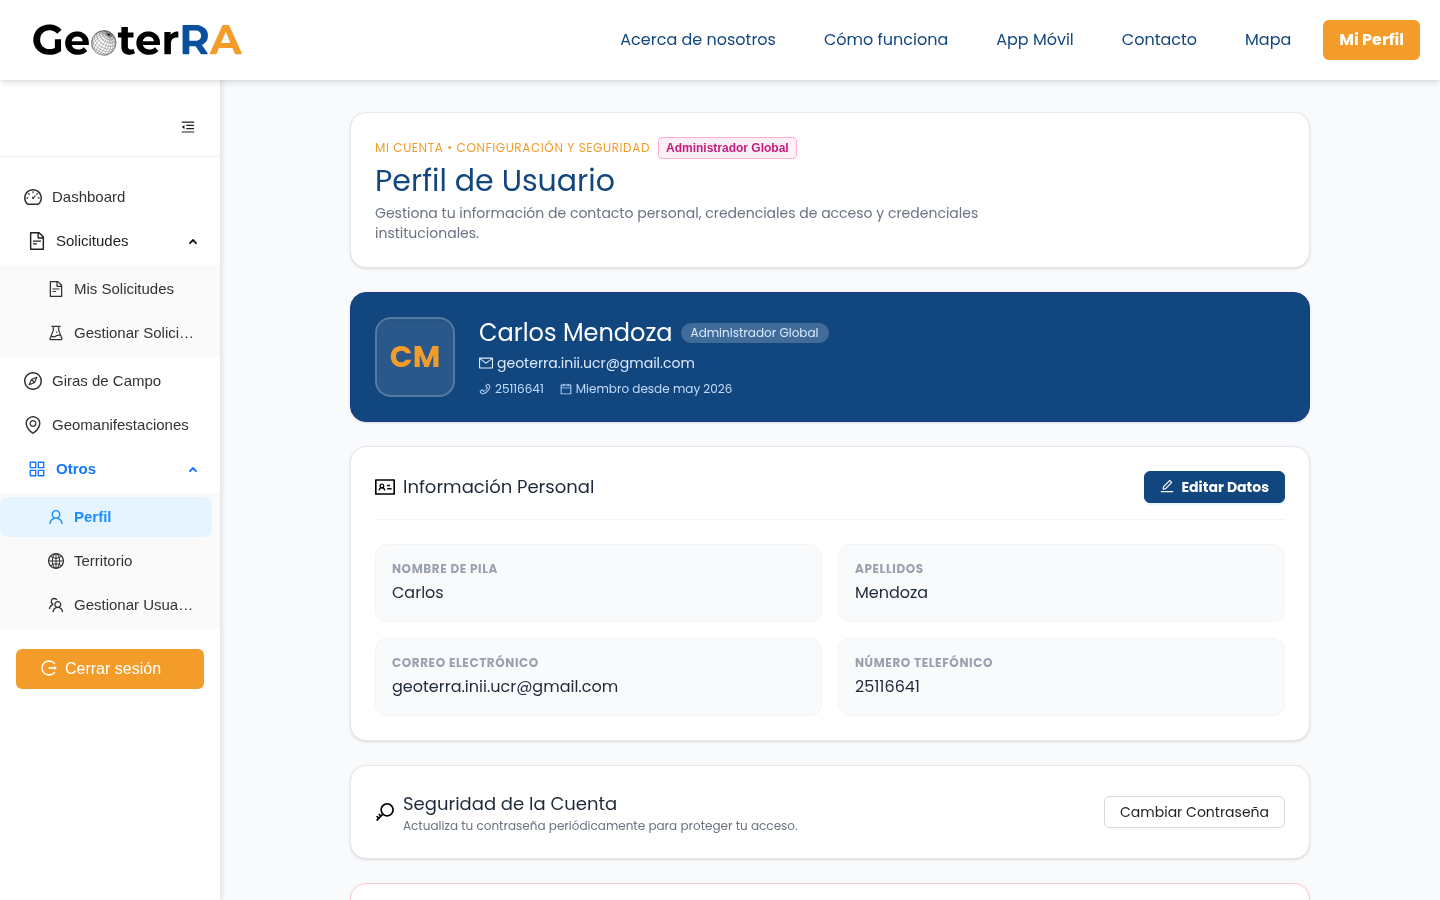 GeoterRA
Acerca de nosotros
Cómo funciona
App Móvil
Contacto
Mapa
Mi Perfil
Dashboard
Solicitudes
Mis Solicitudes
Gestionar Solici…
Giras de Campo
Geomanifestaciones
Otros
Perfil
Territorio
Gestionar Usua…
Cerrar sesión
MI CUENTA • CONFIGURACIÓN Y SEGURIDAD
Administrador Global
Perfil de Usuario
Gestiona tu información de contacto personal, credenciales de acceso y credenciales
institucionales.
CM
Carlos Mendoza
Administrador Global
geoterra.inii.ucr@gmail.com
25116641
Miembro desde may 2026
Información Personal
Editar Datos
NOMBRE DE PILA
Carlos
APELLIDOS
Mendoza
CORREO ELECTRÓNICO
geoterra.inii.ucr@gmail.com
NÚMERO TELEFÓNICO
25116641
Seguridad de la Cuenta
Actualiza tu contraseña periódicamente para proteger tu acceso.
Cambiar Contraseña